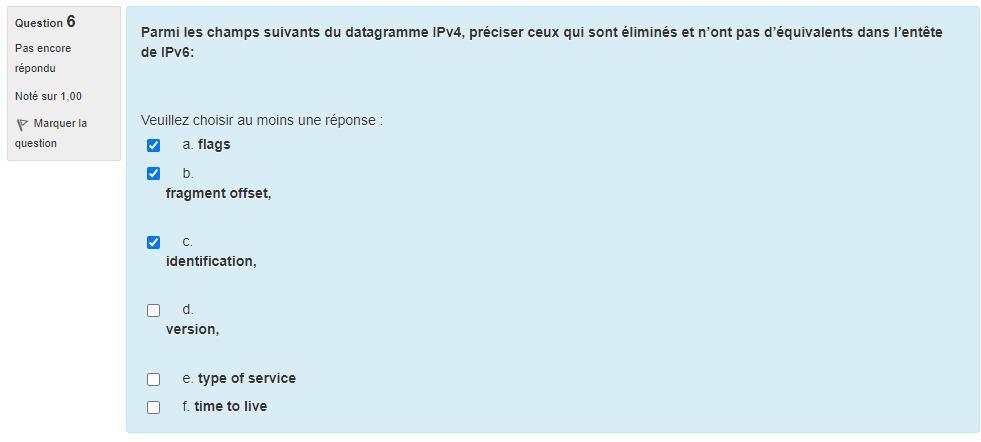 Question 6
Pas encore
répondu
Noté sur 1,00
Marquer la
question
Parmi les champs suivants du datagramme IPv4, préciser ceux qui sont éliminés et n'ont pas d'équivalents dans l'entête
de IPv6:
Veuillez choisir au moins une réponse :
a. flags
b.
fragment offset,
c.
identification,
d.
version,
e. type of service
f. time to live